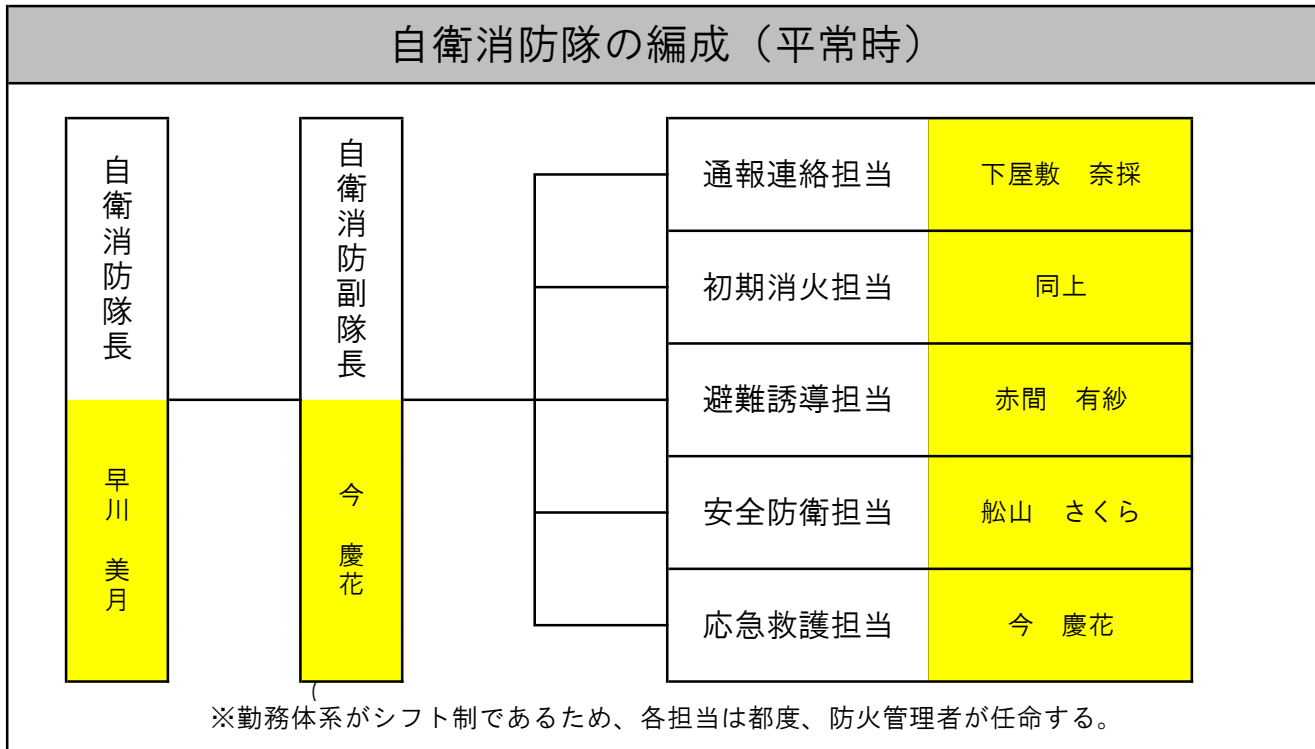 自衛消防隊の編成（平常時）
自衛消防隊長
早川　美月
自衛消防副隊長
今　慶花
通報連絡担当　下屋敷　奈採
初期消火担当　同上
避難誘導担当　赤間　有紗
安全防衛担当　舩山　さくら
応急救護担当　今　慶花
※勤務体系がシフト制であるため、各担当は都度、防火管理者が任命する。